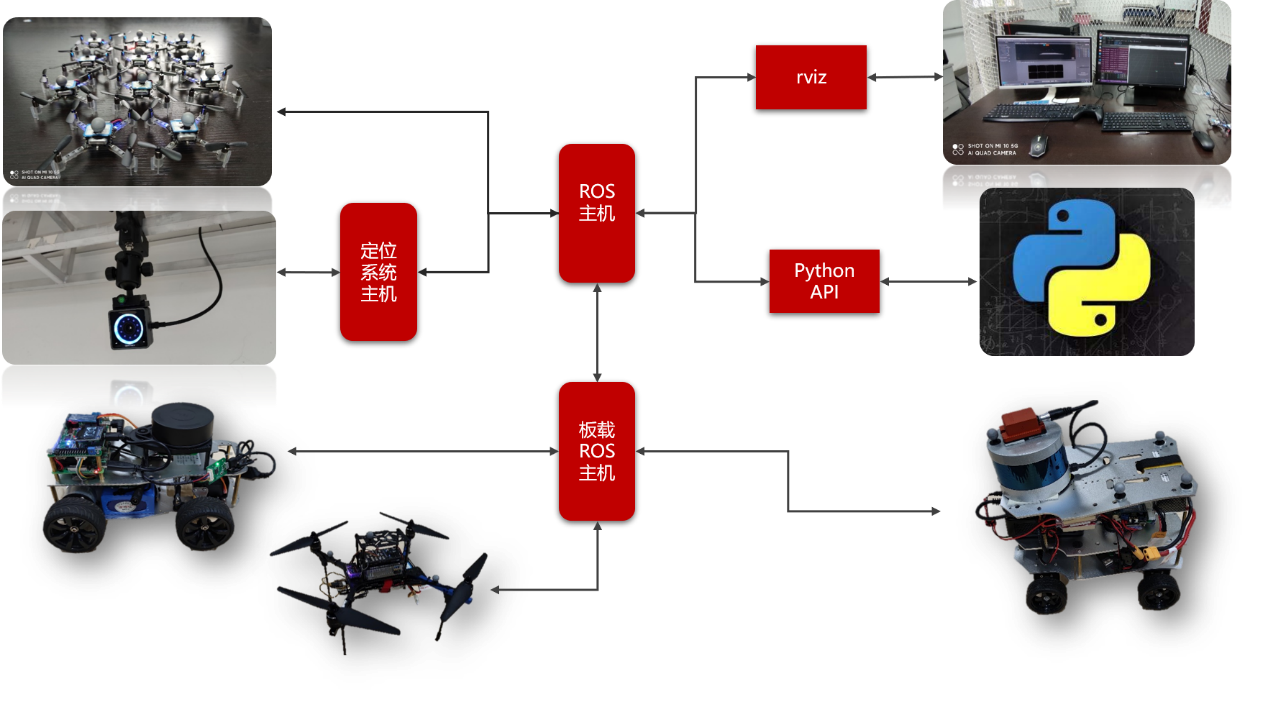 rviz
SHOT ON MI 10 5G
AI QUAD CAMERA
SHOT ON MI 10 5G
AI QUAD CAMERA
ROS
主机
定位
系统
主机
Python
API
板载
ROS
主机